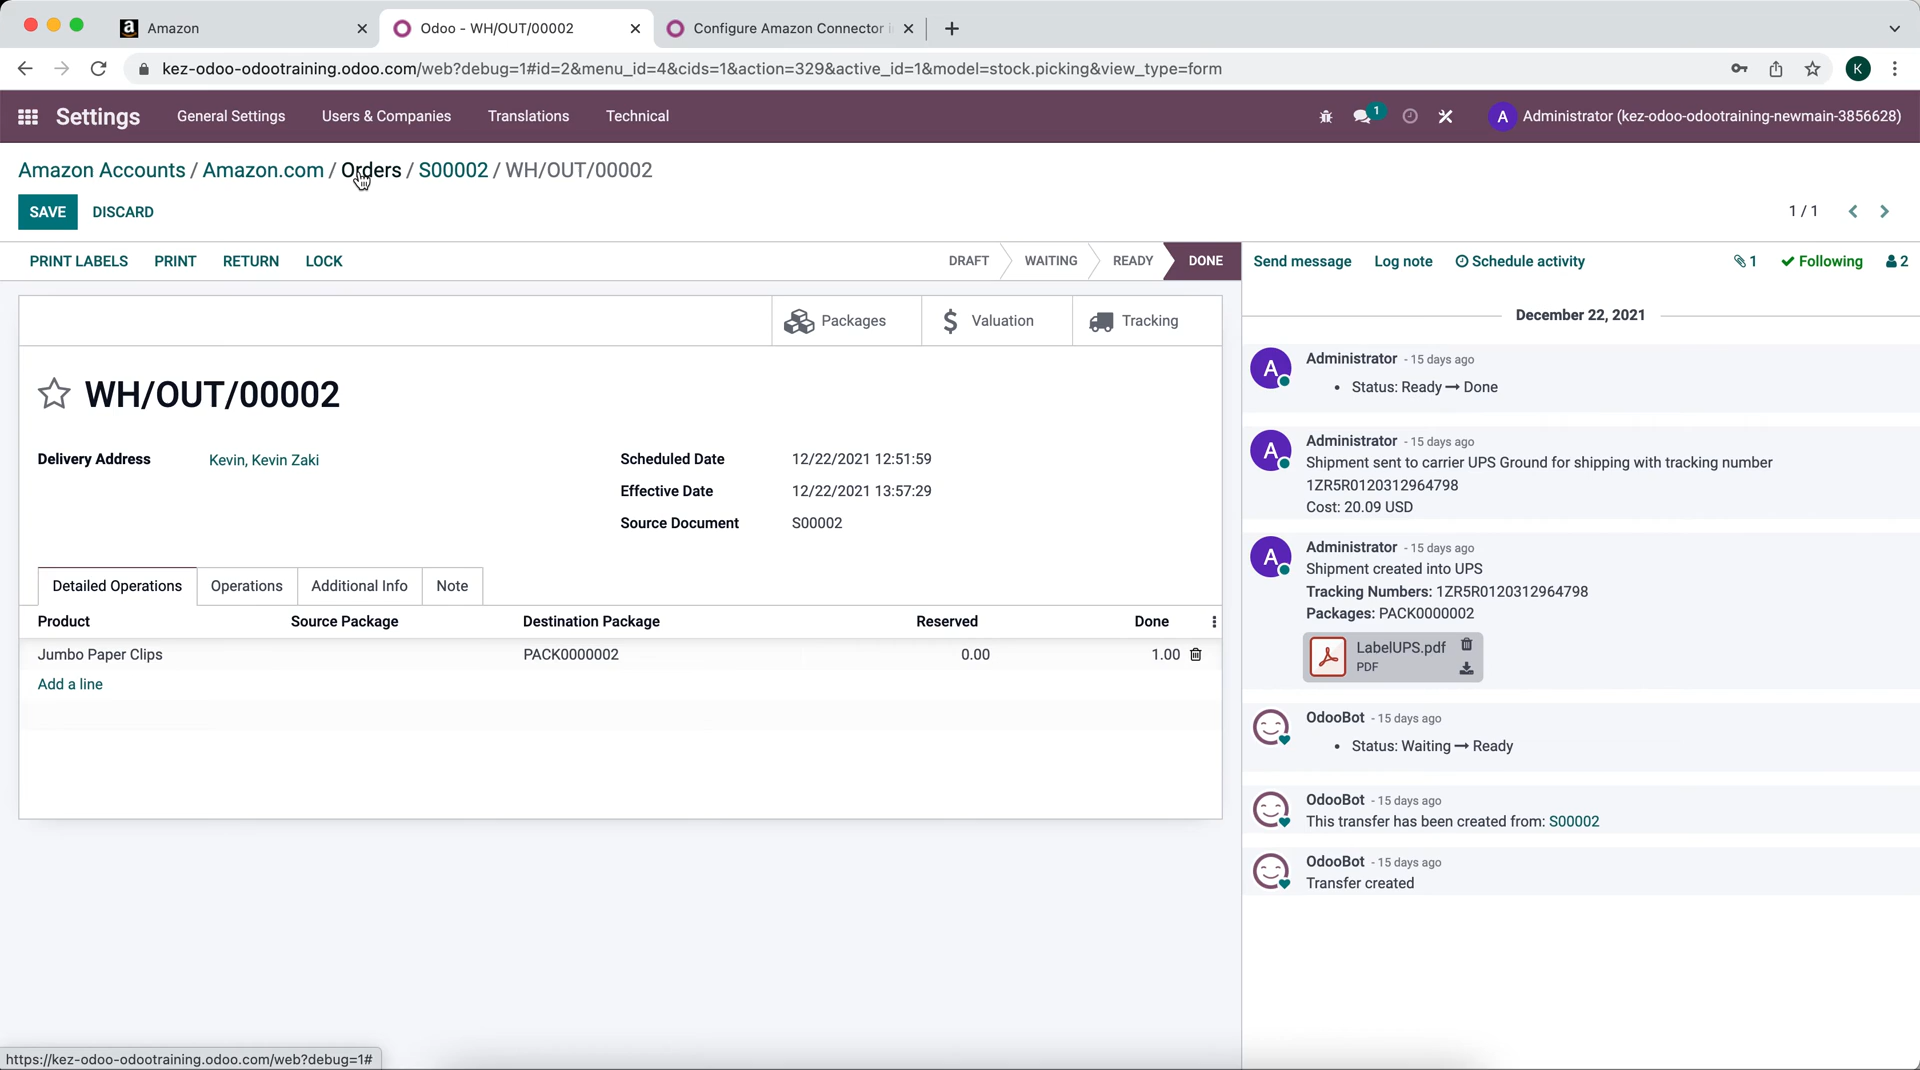 Amazon
Odoo - WH/OUT/00002
Configure Amazon Connector i
kez-odoo-odootraining.odoo.com/web?debug=1#id=2&menu_id=4&cids=1&action=329&active_id=1&model=stock.picking&view_type=form
K
Settings
General Settings
Users & Companies
Translations
Technical
1
A
Administrator (kez-odoo-odootraining-newmain-3856628)
Amazon Accounts / Amazon.com / Orders / S00002 / WH/OUT/00002
SAVE
DISCARD
1 / 1
PRINT LABELS
PRINT
RETURN
LOCK
DRAFT
WAITING
READY
DONE
Send message
Log note
Schedule activity
1
Following
2
Packages
Valuation
Tracking
WH/OUT/00002
Delivery Address
Kevin, Kevin Zaki
Scheduled Date
12/22/2021 12:51:59
Effective Date
12/22/2021 13:57:29
Source Document
S00002
Detailed Operations
Operations
Additional Info
Note
Product
Source Package
Destination Package
Reserved
Done
Jumbo Paper Clips
PACK0000002
0.00
1.00
Add a line
December 22, 2021
A
Administrator - 15 days ago
• Status: Ready → Done
A
Administrator - 15 days ago
Shipment sent to carrier UPS Ground for shipping with tracking number
1ZR5R0120312964798
Cost: 20.09 USD
A
Administrator - 15 days ago
Shipment created into UPS
Tracking Numbers: 1ZR5R0120312964798
Packages: PACK0000002
LabelUPS.pdf
PDF
OdooBot - 15 days ago
• Status: Waiting → Ready
OdooBot - 15 days ago
This transfer has been created from: S00002
OdooBot - 15 days ago
Transfer created
https://kez-odoo-odootraining.odoo.com/web?debug=1#